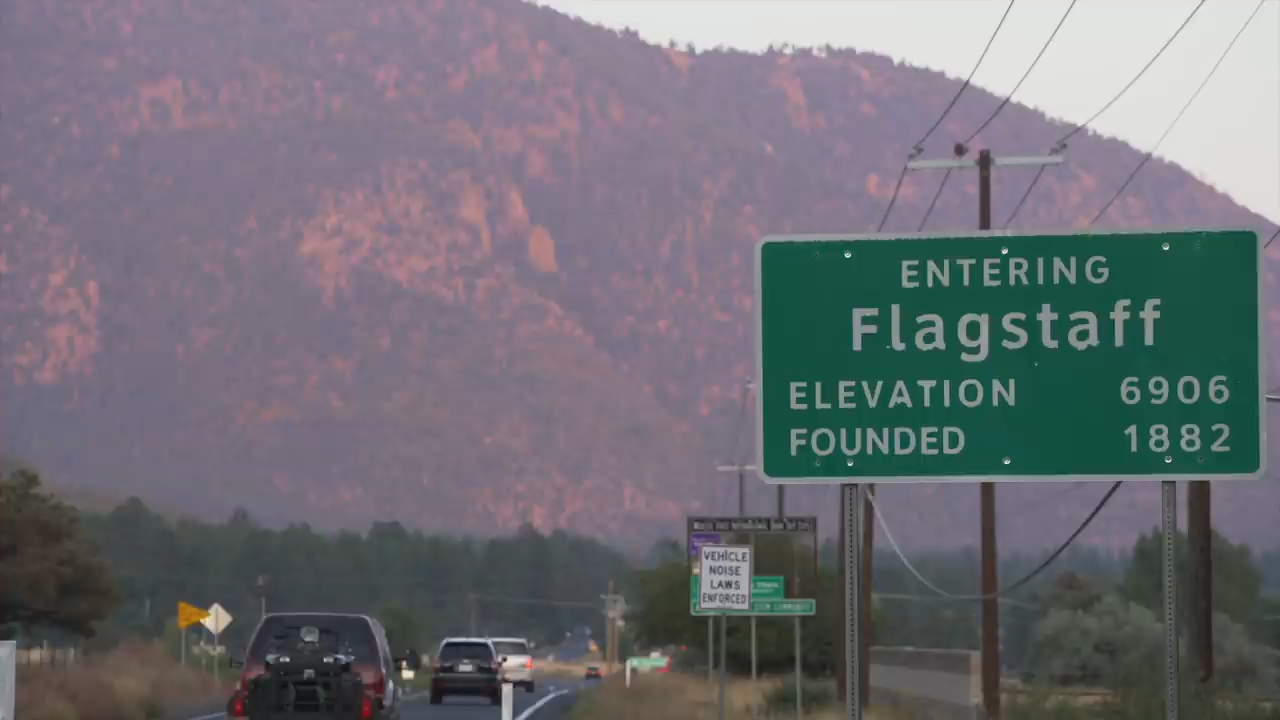 ENTERING
Flagstaff
ELEVATION 6906
FOUNDED 1882
VEHICLE
NOISE
LAWS
ENFORCED